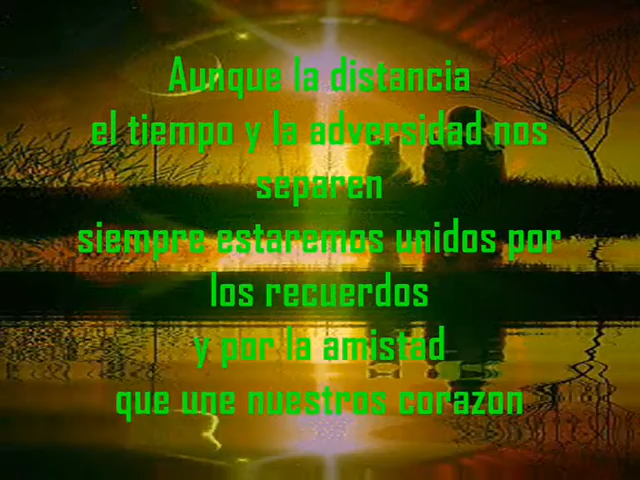 Aunque la distancia
el tiempo y la adversidad nos
separen
siempre estaremos unidos por
los recuerdos
y por la amistad
que une nuestros corazon